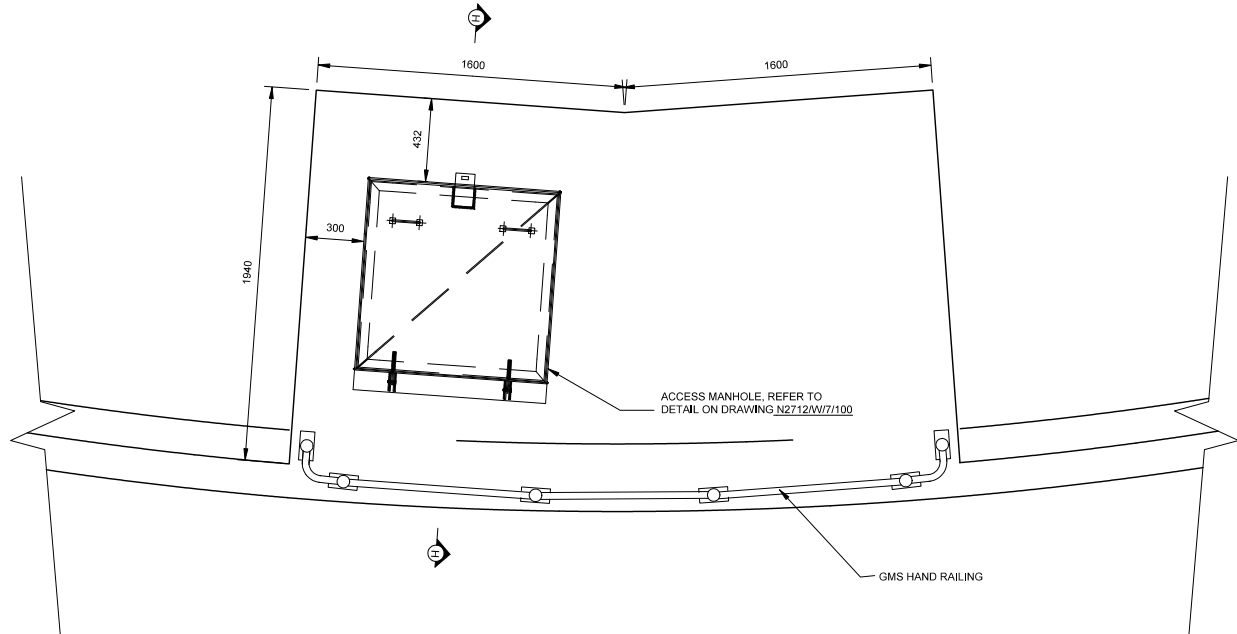 H
1600
1600
432
300
1940
ACCESS MANHOLE, REFER TO
DETAIL ON DRAWING N2712/W/7/100
H
GMS HAND RAILING